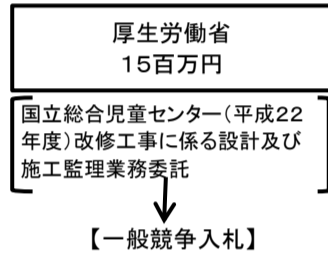 厚生労働省
15百万円
国立総合児童センター(平成22
年度)改修工事に係る設計及び
施工監理業務委託
【一般競争入札】